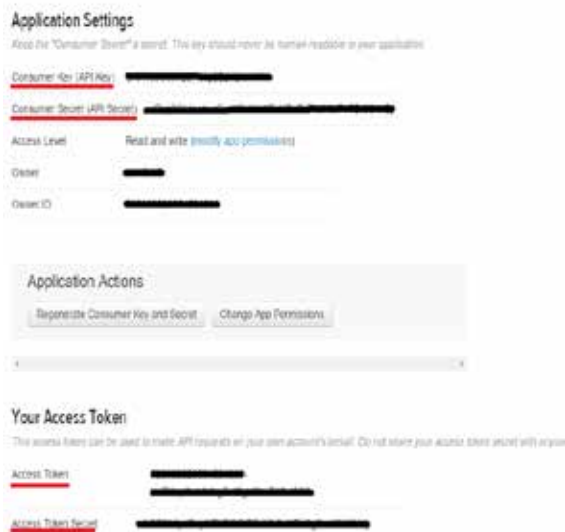 Application Settings
Keep the "Consumer Secret" a secret. This key should never be human-readable in your application.
Consumer Key (API Key)
Consumer Secret (API Secret)
Access Level Read and write (modify app permissions)
Owner
Owner ID
Application Actions
Regenerate Consumer Key and Secret Change App Permissions
Your Access Token
This access token can be used to make API requests on your own account's behalf. Do not share your access token secret with anyone
Access Token
Access Token Secret